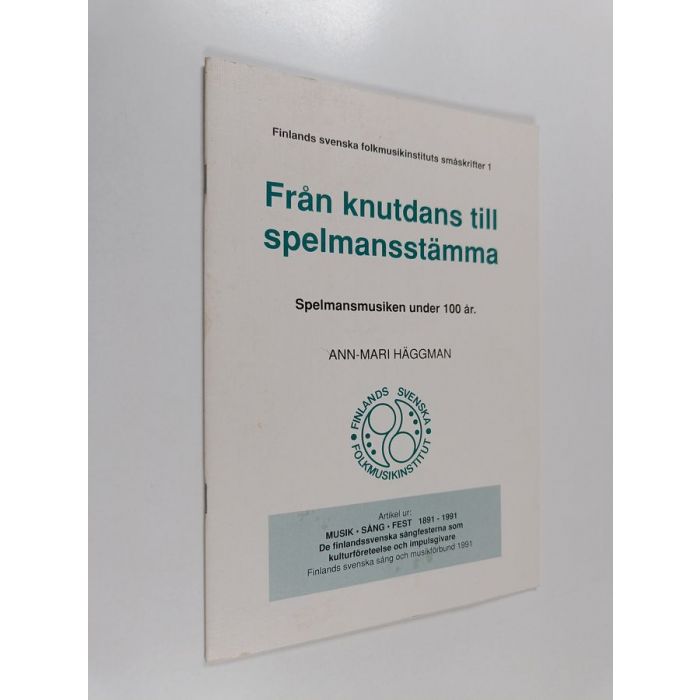 Finlands svenska folkmusikinstituts småskrifter 1
Från knutdans till
spelmansstämma
Spelmansmusiken under 100 år.
ANN-MARI HÄGGMAN
• FINLANDS SVENSKA •
FOLKMUSIKINSTITUT
Artikel ur:
MUSIK • SÅNG • FEST 1891 - 1991
De finlandssvenska sångfesterna som
kulturföreteelse och impulsgivare
Finlands svenska sång och musikförbund 1991